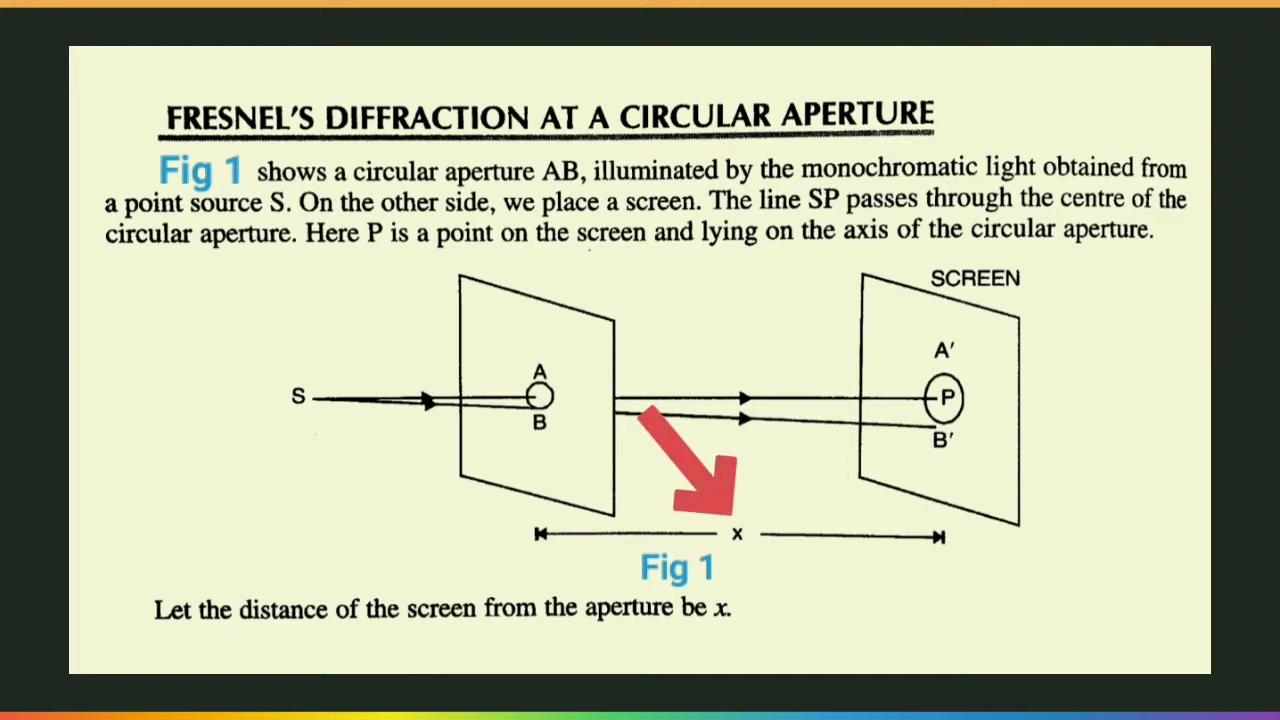 FRESNEL'S DIFFRACTION AT A CIRCULAR APERTURE
Fig 1 shows a circular aperture AB, illuminated by the monochromatic light obtained from
a point source S. On the other side, we place a screen. The line SP passes through the centre of the
circular aperture. Here P is a point on the screen and lying on the axis of the circular aperture.
SCREEN
A′
A
S
P
B
B′
x
Fig 1
Let the distance of the screen from the aperture be x.